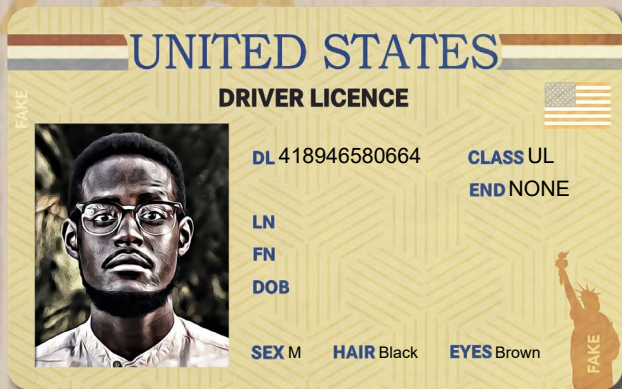 UNITED STATES
DRIVER LICENCE
FAKE
DL 418946580664 CLASS UL
END NONE
LN
FN
DOB
SEX M HAIR Black EYES Brown
FAKE